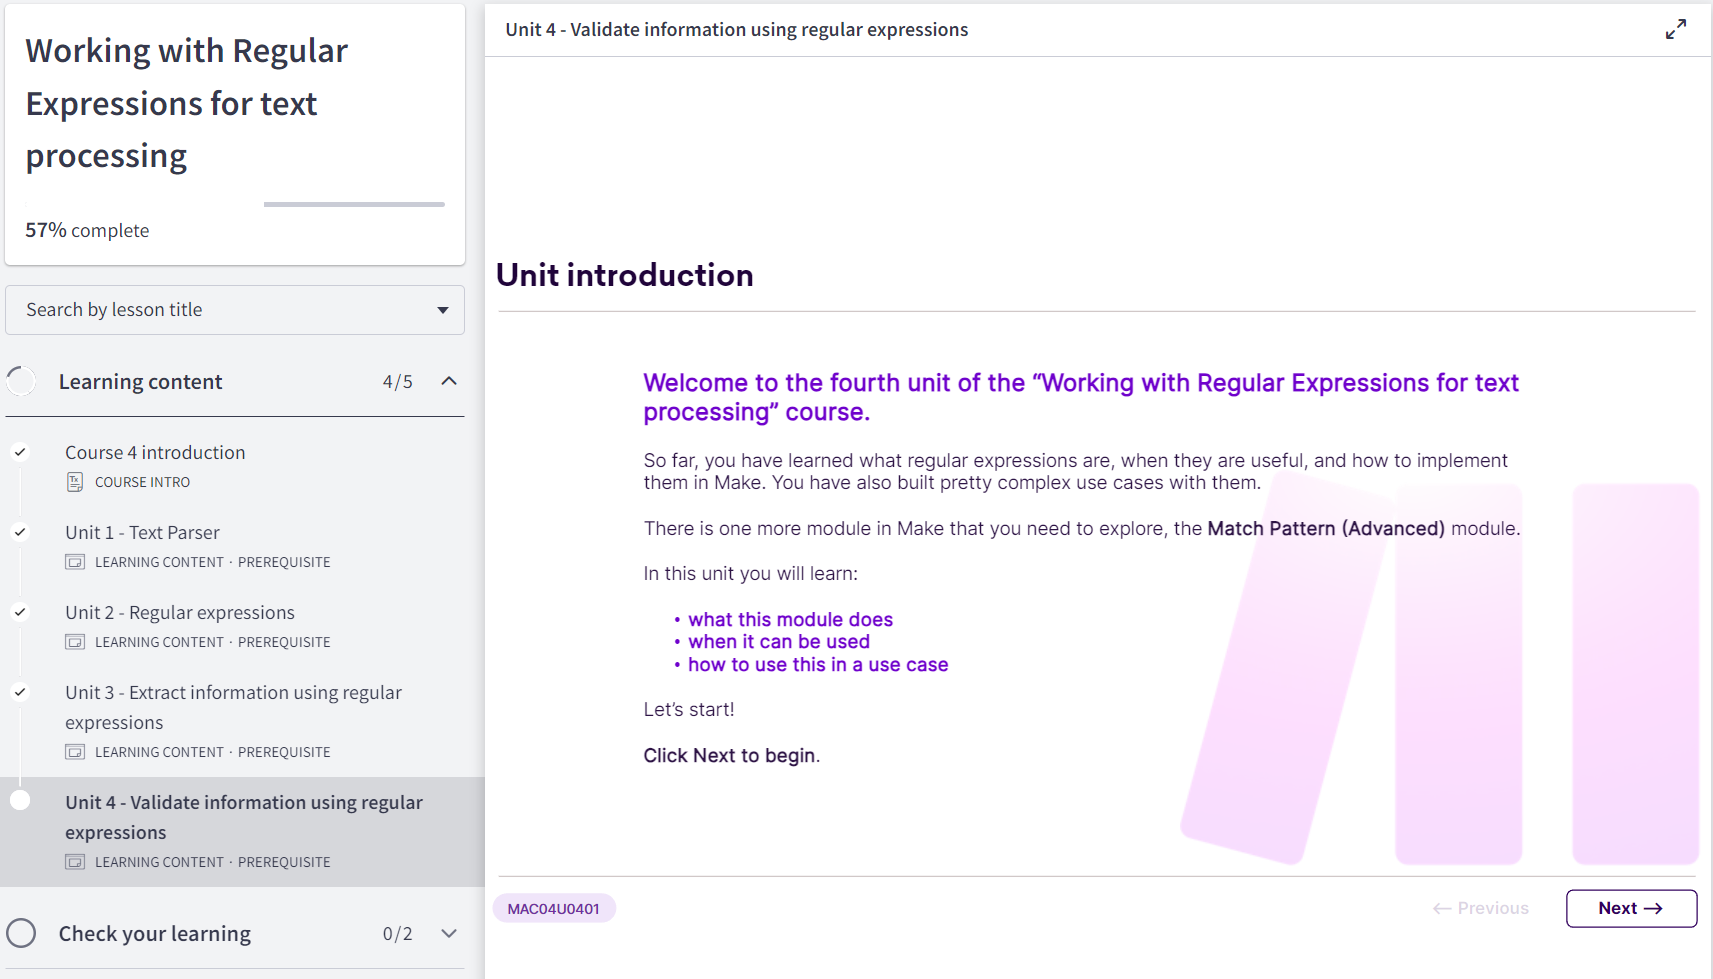 Working with Regular
Expressions for text
processing
57% complete
Search by lesson title
Learning content 4/5
Course 4 introduction
COURSE INTRO
Unit 1 - Text Parser
LEARNING CONTENT · PREREQUISITE
Unit 2 - Regular expressions
LEARNING CONTENT · PREREQUISITE
Unit 3 - Extract information using regular
expressions
LEARNING CONTENT · PREREQUISITE
Unit 4 - Validate information using regular
expressions
LEARNING CONTENT · PREREQUISITE
Check your learning 0/2
Unit 4 - Validate information using regular expressions
Unit introduction
Welcome to the fourth unit of the “Working with Regular Expressions for text
processing” course.
So far, you have learned what regular expressions are, when they are useful, and how to implement
them in Make. You have also built pretty complex use cases with them.
There is one more module in Make that you need to explore, the Match Pattern (Advanced) module.
In this unit you will learn:
• what this module does
• when it can be used
• how to use this in a use case
Let’s start!
Click Next to begin.
MAC04U0401
← Previous
Next →